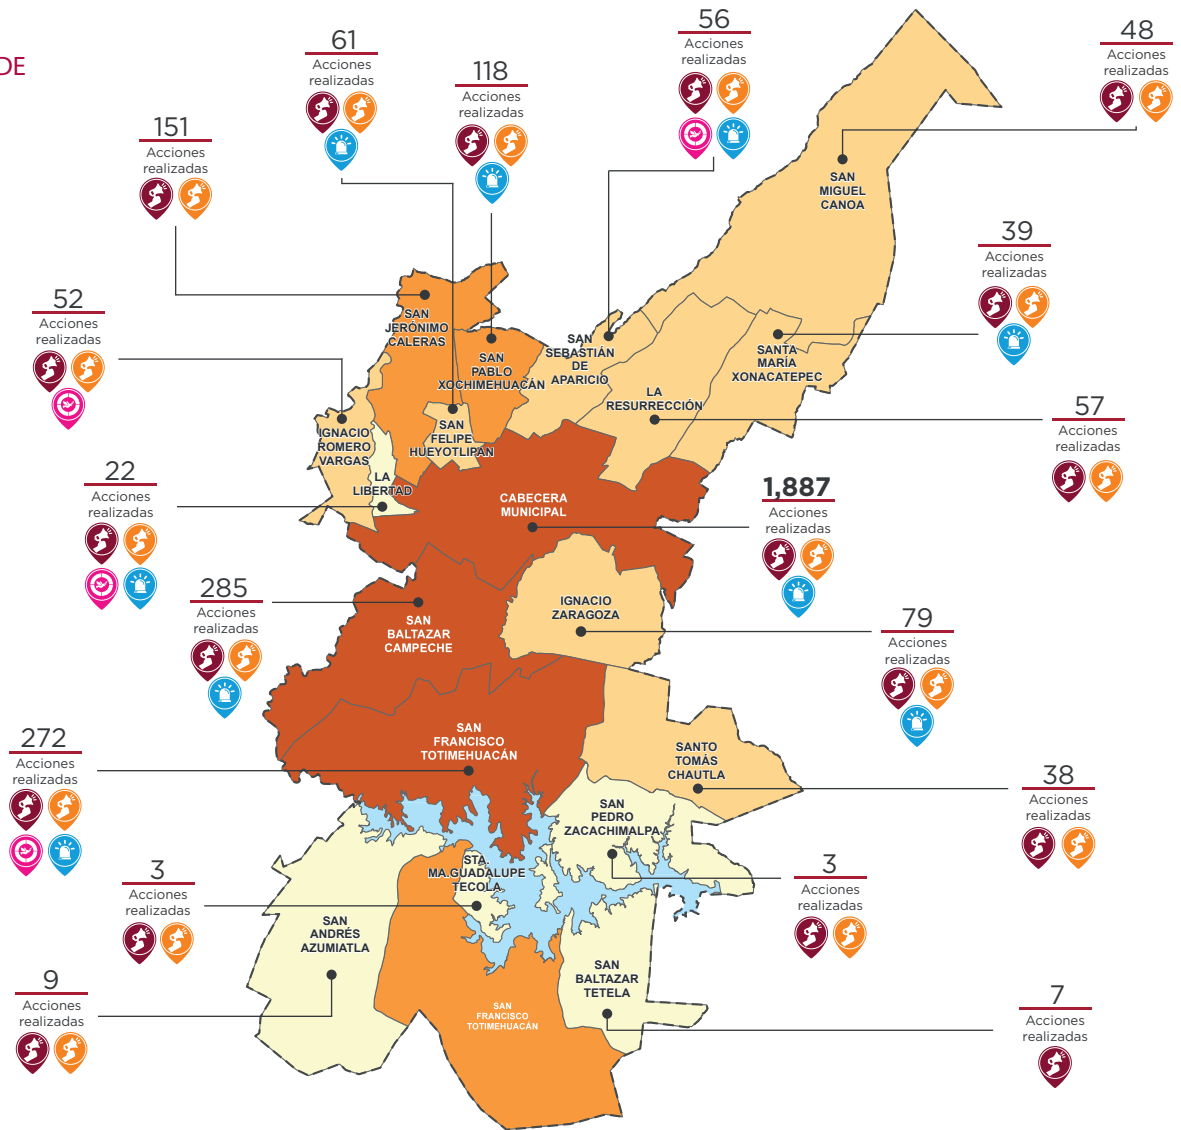 DE
61
Acciones
realizadas
118
Acciones
realizadas
56
Acciones
realizadas
48
Acciones
realizadas
151
Acciones
realizadas
SAN
MIGUEL
CANOA
39
Acciones
realizadas
52
Acciones
realizadas
SAN
JERÓNIMO
CALERAS
SAN
PABLO
XOCHIMEHUACÁN
SAN
SEBASTIÁN
DE
APARICIO
SANTA
MARÍA
XONACATEPEC
LA
RESURRECCIÓN
57
Acciones
realizadas
IGNACIO
ROMERO
VARGAS
SAN
FELIPE
HUEYOTLIPAN
22
Acciones
realizadas
LA
LIBERTAD
CABECERA
MUNICIPAL
1,887
Acciones
realizadas
285
Acciones
realizadas
SAN
BALTAZAR
CAMPECHE
IGNACIO
ZARAGOZA
79
Acciones
realizadas
272
Acciones
realizadas
SAN
FRANCISCO
TOTIMEHUACÁN
SANTO
TOMÁS
CHAUTLA
38
Acciones
realizadas
SAN
PEDRO
ZACACHIMALPA
3
Acciones
realizadas
STA.
MA.GUADALUPE
TECOLA
3
Acciones
realizadas
SAN
ANDRÉS
AZUMIATLA
9
Acciones
realizadas
SAN
BALTAZAR
TETELA
7
Acciones
realizadas
SAN
FRANCISCO
TOTIMEHUACÁN